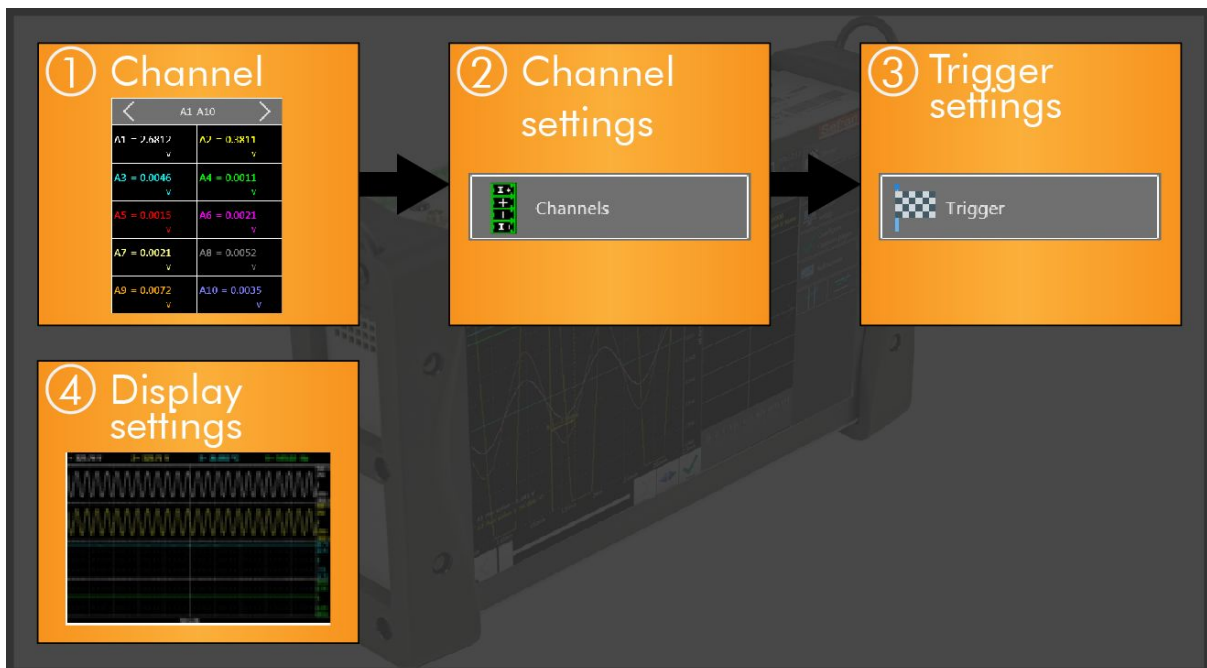 ① Channel
A1 A10
A1 = 2.6812
V
A2 = 0.3811
V
A3 = 0.0046
V
A4 = 0.0011
V
A5 = 0.0015
V
A6 = 0.0021
V
A7 = 0.0021
V
A8 = 0.0052
V
A9 = 0.0072
V
A10 = 0.0035
V
② Channel
settings
Channels
③ Trigger
settings
Trigger
④ Display
settings